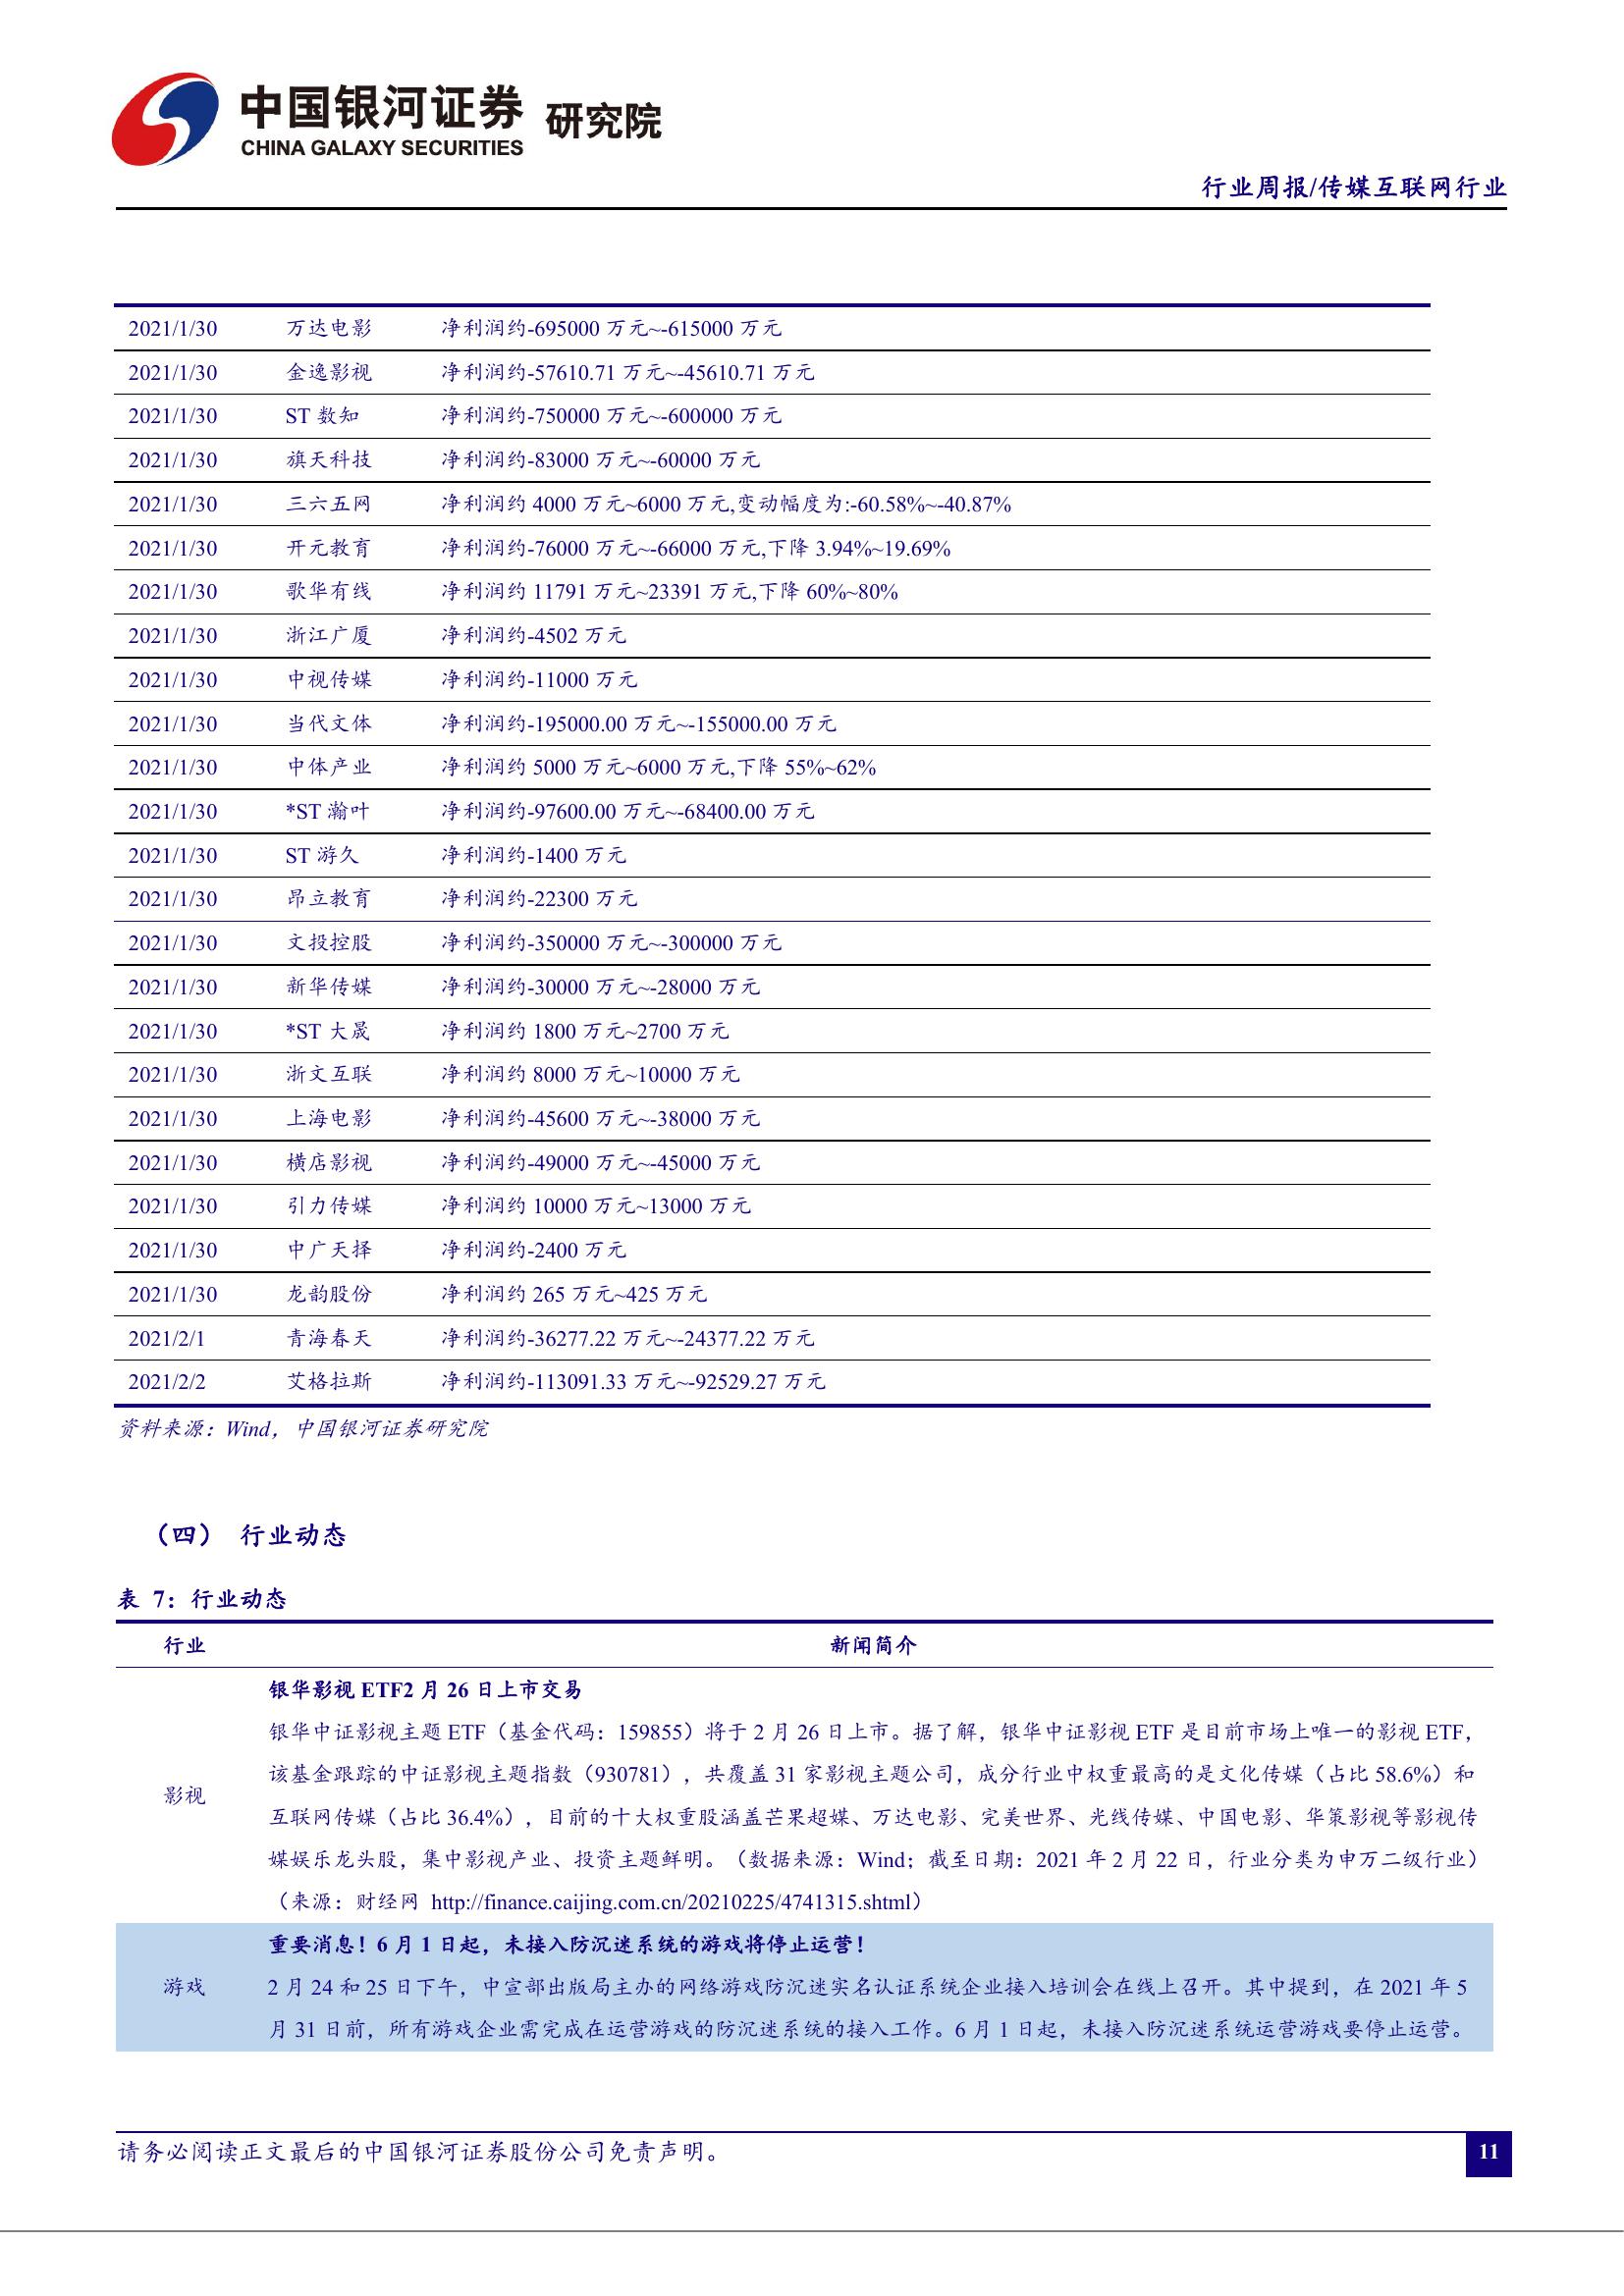 中国银河证券 研究院
CHINA GALAXY SECURITIES
行业周报/传媒互联网行业
2021/1/30 万达电影 净利润约-695000 万元~-615000 万元
2021/1/30 金逸影视 净利润约-57610.71 万元~-45610.71 万元
2021/1/30 ST 数知 净利润约-750000 万元~-600000 万元
2021/1/30 旗天科技 净利润约-83000 万元~-60000 万元
2021/1/30 三六五网 净利润约 4000 万元~6000 万元,变动幅度为:-60.58%~-40.87%
2021/1/30 开元教育 净利润约-76000 万元~-66000 万元,下降 3.94%~19.69%
2021/1/30 歌华有线 净利润约 11791 万元~23391 万元,下降 60%~80%
2021/1/30 浙江广厦 净利润约-4502 万元
2021/1/30 中视传媒 净利润约-11000 万元
2021/1/30 当代文体 净利润约-195000.00 万元~-155000.00 万元
2021/1/30 中体产业 净利润约 5000 万元~6000 万元,下降 55%~62%
2021/1/30 *ST 瀚叶 净利润约-97600.00 万元~-68400.00 万元
2021/1/30 ST 游久 净利润约-1400 万元
2021/1/30 昂立教育 净利润约-22300 万元
2021/1/30 文投控股 净利润约-350000 万元~-300000 万元
2021/1/30 新华传媒 净利润约-30000 万元~-28000 万元
2021/1/30 *ST 大晟 净利润约 1800 万元~2700 万元
2021/1/30 浙文互联 净利润约 8000 万元~10000 万元
2021/1/30 上海电影 净利润约-45600 万元~-38000 万元
2021/1/30 横店影视 净利润约-49000 万元~-45000 万元
2021/1/30 引力传媒 净利润约 10000 万元~13000 万元
2021/1/30 中广天择 净利润约-2400 万元
2021/1/30 龙韵股份 净利润约 265 万元~425 万元
2021/2/1 青海春天 净利润约-36277.22 万元~-24377.22 万元
2021/2/2 艾格拉斯 净利润约-113091.33 万元~-92529.27 万元
资料来源：Wind，中国银河证券研究院
（四） 行业动态
表 7：行业动态
行业 新闻简介
影视
银华影视 ETF2 月 26 日上市交易
银华中证影视主题 ETF（基金代码：159855）将于 2 月 26 日上市。据了解，银华中证影视 ETF 是目前市场上唯一的影视 ETF，
该基金跟踪的中证影视主题指数（930781），共覆盖 31 家影视主题公司，成分行业中权重最高的是文化传媒（占比 58.6%）和
互联网传媒（占比 36.4%），目前的十大权重股涵盖芒果超媒、万达电影、完美世界、光线传媒、中国电影、华策影视等影视传
媒娱乐龙头股，集中影视产业、投资主题鲜明。（数据来源：Wind；截至日期：2021 年 2 月 22 日，行业分类为申万二级行业）
（来源：财经网 http://finance.caijing.com.cn/20210225/4741315.shtml）
游戏
重要消息！6 月 1 日起，未接入防沉迷系统的游戏将停止运营！
2 月 24 和 25 日下午，中宣部出版局主办的网络游戏防沉迷实名认证系统企业接入培训会在线上召开。其中提到，在 2021 年 5
月 31 日前，所有游戏企业需完成在运营游戏的防沉迷系统的接入工作。6 月 1 日起，未接入防沉迷系统运营游戏要停止运营。
请务必阅读正文最后的中国银河证券股份公司免责声明。
11